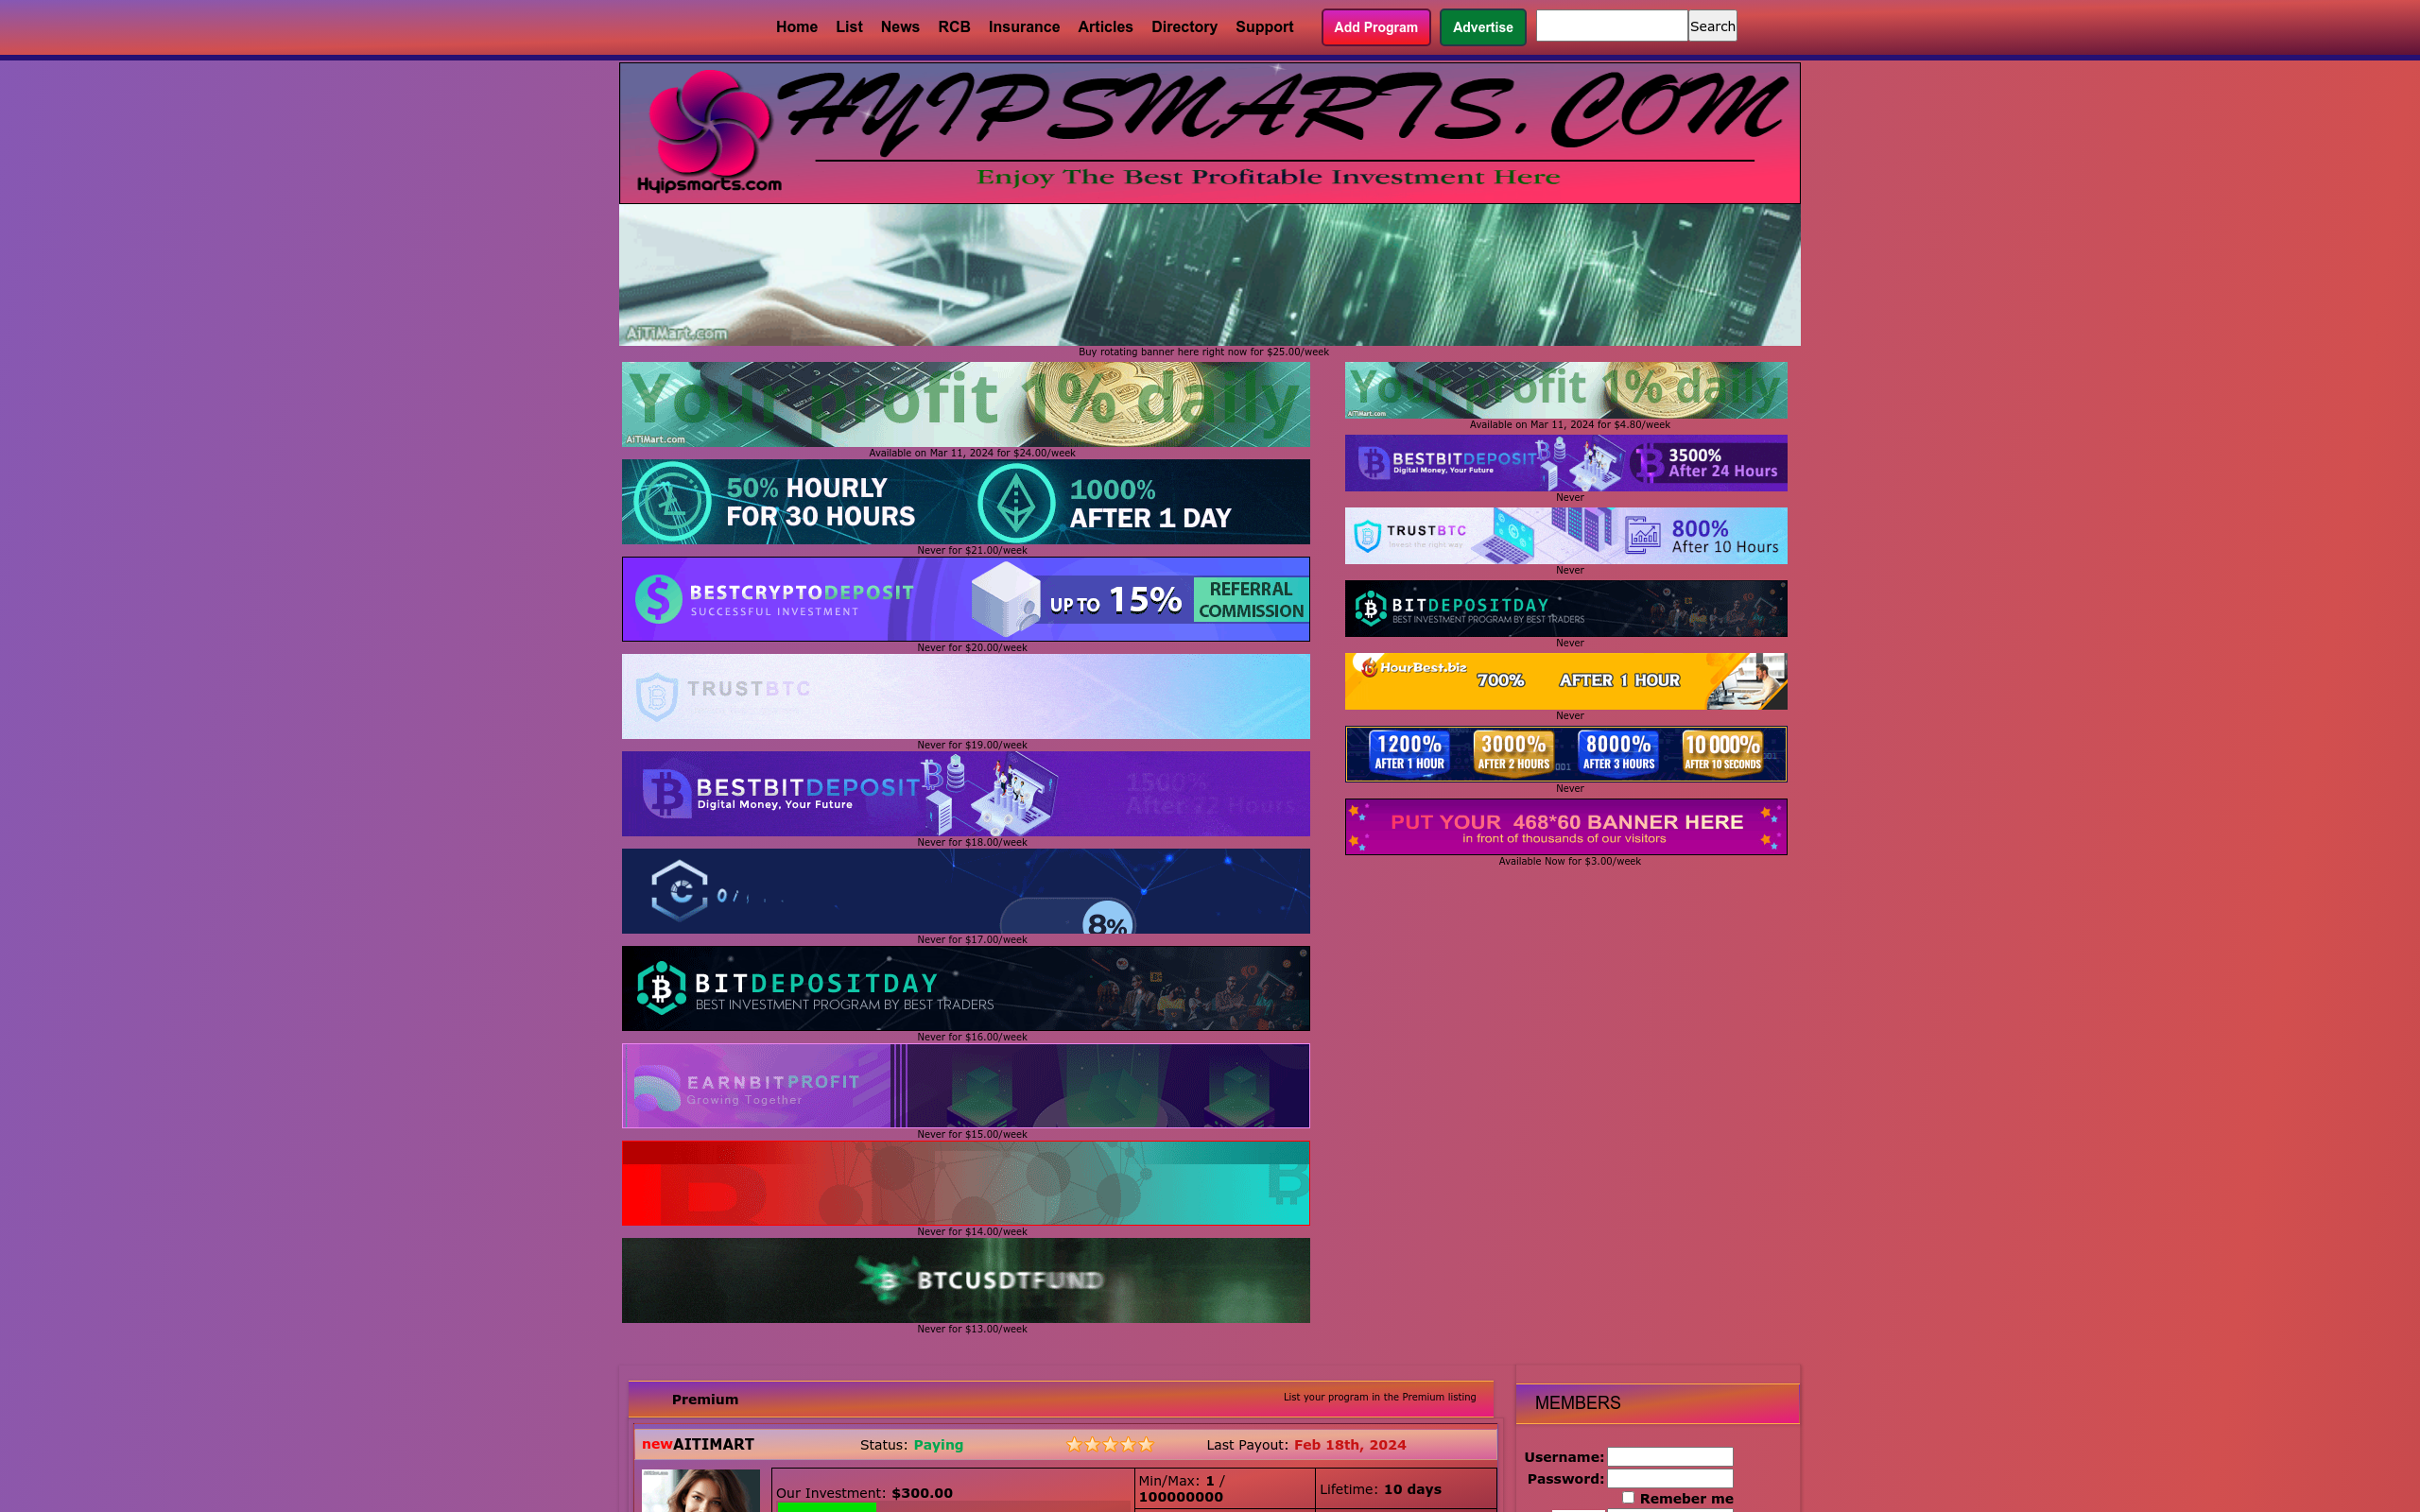 Home List News RCB Insurance Articles Directory Support Add Program Advertise Search
HYIPSMARTS.COM
Hyipsmarts.com
Enjoy The Best Profitable Investment Here
AiTiMart.com
Buy rotating banner here right now for $25.00/week
Your profit 1% daily
AiTiMart.com
Available on Mar 11, 2024 for $24.00/week
50% HOURLY
FOR 30 HOURS
1000%
AFTER 1 DAY
Never for $21.00/week
BESTCRYPTODEPOSIT
SUCCESSFUL INVESTMENT
UP TO 15%
REFERRAL
COMMISSION
Never for $20.00/week
TRUSTBTC
Never for $19.00/week
BESTBITDEPOSIT
Digital Money, Your Future
1500%
After 72 Hours
Never for $18.00/week
8%
Never for $17.00/week
BITDEPOSITDAY
BEST INVESTMENT PROGRAM BY BEST TRADERS
Never for $16.00/week
EARNBITPROFIT
Growing Together
Never for $15.00/week
Never for $14.00/week
BTCUSDTFUND
Never for $13.00/week
Your profit 1% daily
AiTiMart.com
Available on Mar 11, 2024 for $4.80/week
BESTBITDEPOSIT
Digital Money, Your Future
3500%
After 24 Hours
Never
TRUSTBTC
Invest the right way
800%
After 10 Hours
Never
BITDEPOSITDAY
BEST INVESTMENT PROGRAM BY BEST TRADERS
Never
HourBest.biz
700% AFTER 1 HOUR
Never
1200% 3000% 8000% 10 000%
AFTER 1 HOUR AFTER 2 HOURS AFTER 3 HOURS AFTER 10 SECONDS
Never
PUT YOUR 468*60 BANNER HERE
in front of thousands of our visitors
Available Now for $3.00/week
Premium
List your program in the Premium listing
newAITIMART
Status: Paying
Last Payout: Feb 18th, 2024
Our Investment: $300.00
Min/Max: 1 /
100000000
Lifetime: 10 days
MEMBERS
Username:
Password:
Remeber me